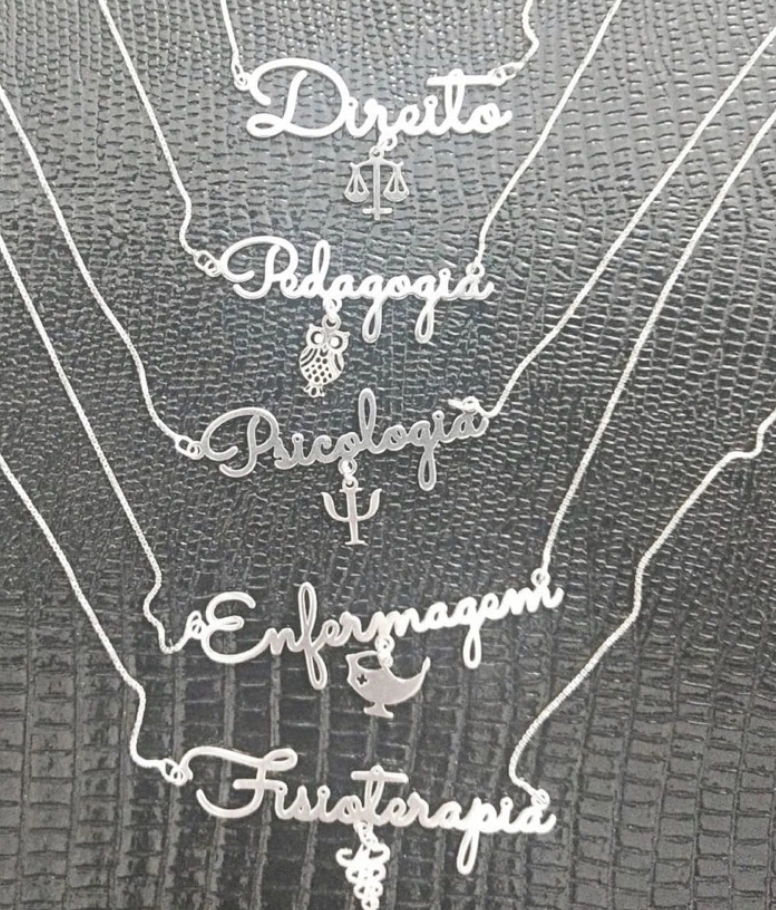 Direito
Pedagogia
Psicologia
Enfermagem
Fisioterapia